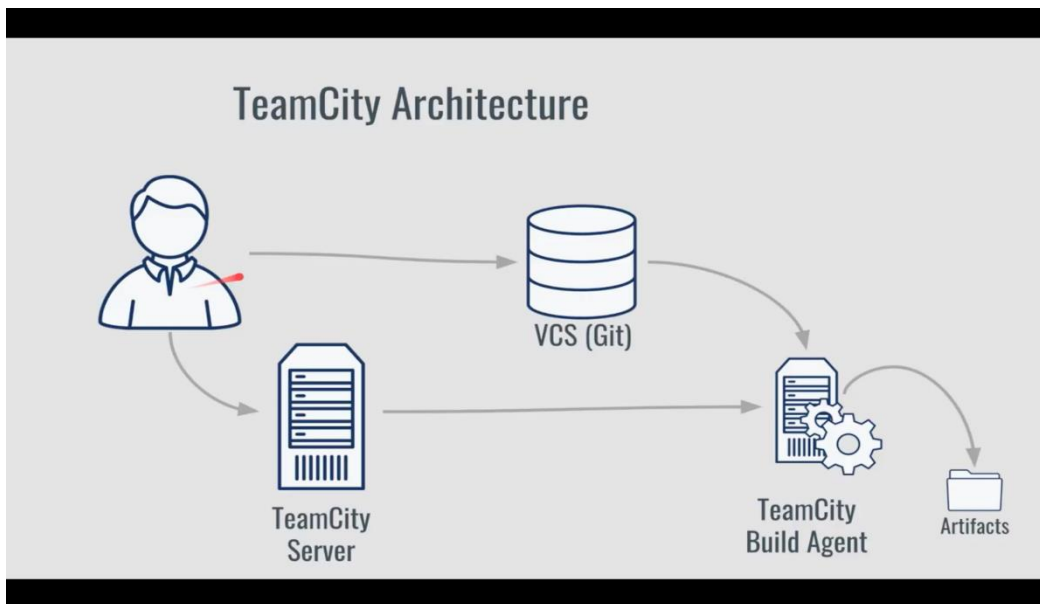 TeamCity Architecture
VCS (Git)
TeamCity
Server
TeamCity
Build Agent
Artifacts